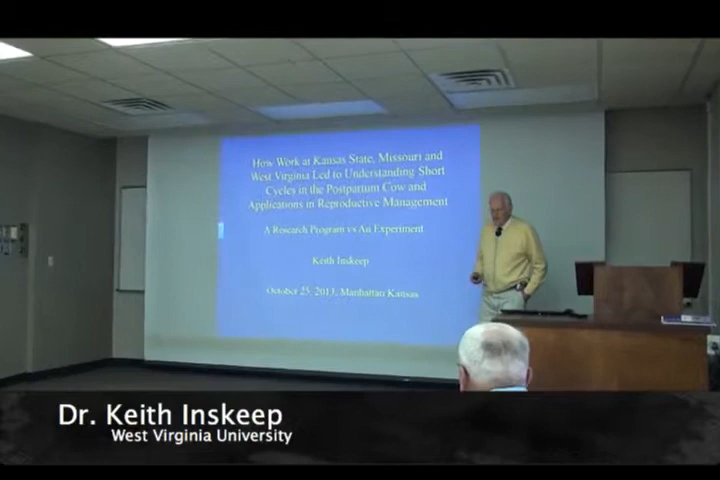 How Work at Kansas State, Missouri and
West Virginia Led to Understanding Short
Cycles in the Postpartum Cow and
Applications in Reproductive Management
A Research Program vs An Experiment
Keith Inskeep
October 25, 2013, Manhattan Kansas
Dr. Keith Inskeep
West Virginia University